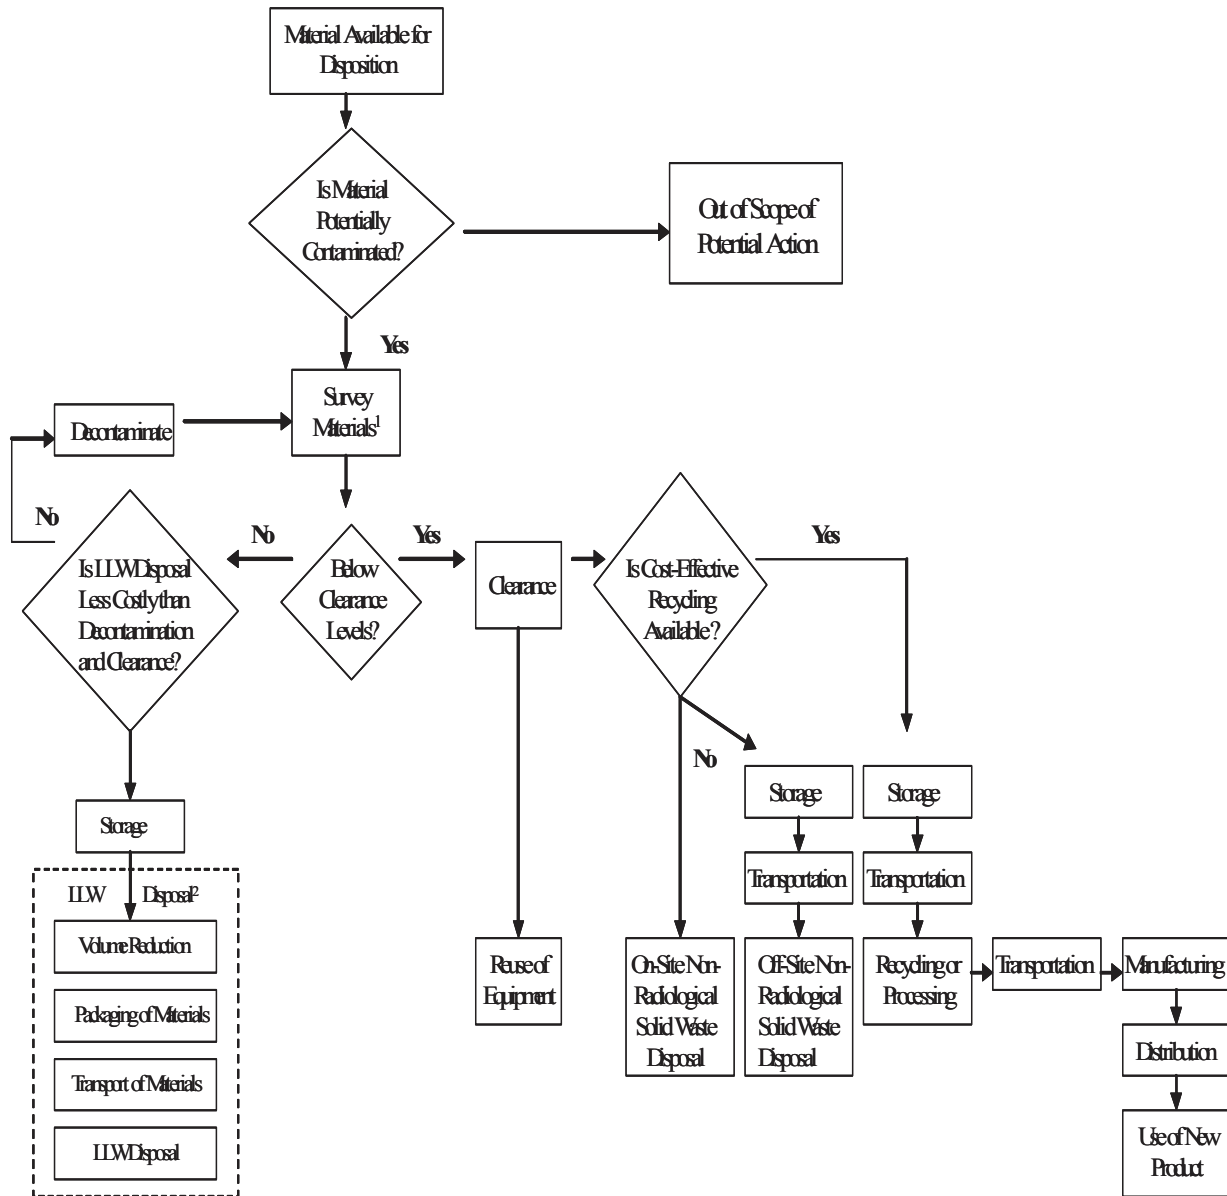 Material Available for
Disposition
Is Material
Potentially
Contaminated?
Out of Scope of
Potential Action
Yes
Survey
Materials¹
Decontaminate
No
No
Yes
Yes
Is LLW Disposal
Less Costly than
Decontamination
and Clearance?
Below
Clearance
Levels?
Clearance
Is Cost-Effective
Recycling
Available?
No
Storage
Storage
Storage
Transportation
Transportation
LLW Disposal²
Volume Reduction
Packaging of Materials
Transport of Materials
LLW Disposal
Reuse of
Equipment
On-Site Non-
Radiological
Solid Waste
Disposal
Off-Site Non-
Radiological
Solid Waste
Disposal
Recycling or
Processing
Transportation
Manufacturing
Distribution
Use of New
Product